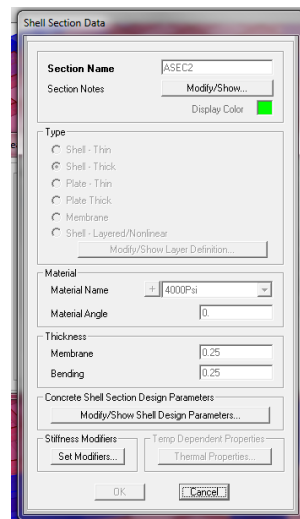 Shell Section Data
Section Name ASEC2
Section Notes Modify/Show...
Display Color
Type
Shell - Thin
Shell - Thick
Plate - Thin
Plate Thick
Membrane
Shell - Layered/Nonlinear
Modify/Show Layer Definition...
Material
Material Name + 4000Psi
Material Angle 0.
Thickness
Membrane 0.25
Bending 0.25
Concrete Shell Section Design Parameters
Modify/Show Shell Design Parameters...
Stiffness Modifiers Temp Dependent Properties
Set Modifiers... Thermal Properties...
OK Cancel